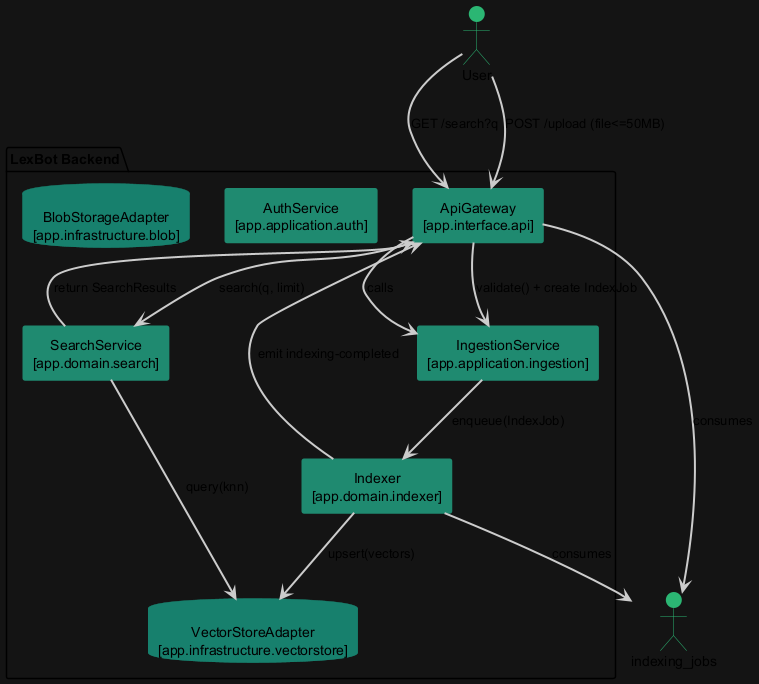 User
GET /search?q
POST /upload (file<=50MB)
LexBot Backend
BlobStorageAdapter
[app.infrastructure.blob]
AuthService
[app.application.auth]
ApiGateway
[app.interface.api]
return SearchResults
search(q, limit)
calls
validate() + create IndexJob
SearchService
[app.domain.search]
emit indexing-completed
IngestionService
[app.application.ingestion]
consumes
enqueue(IndexJob)
Indexer
[app.domain.indexer]
query(knn)
upsert(vectors)
consumes
VectorStoreAdapter
[app.infrastructure.vectorstore]
indexing_jobs